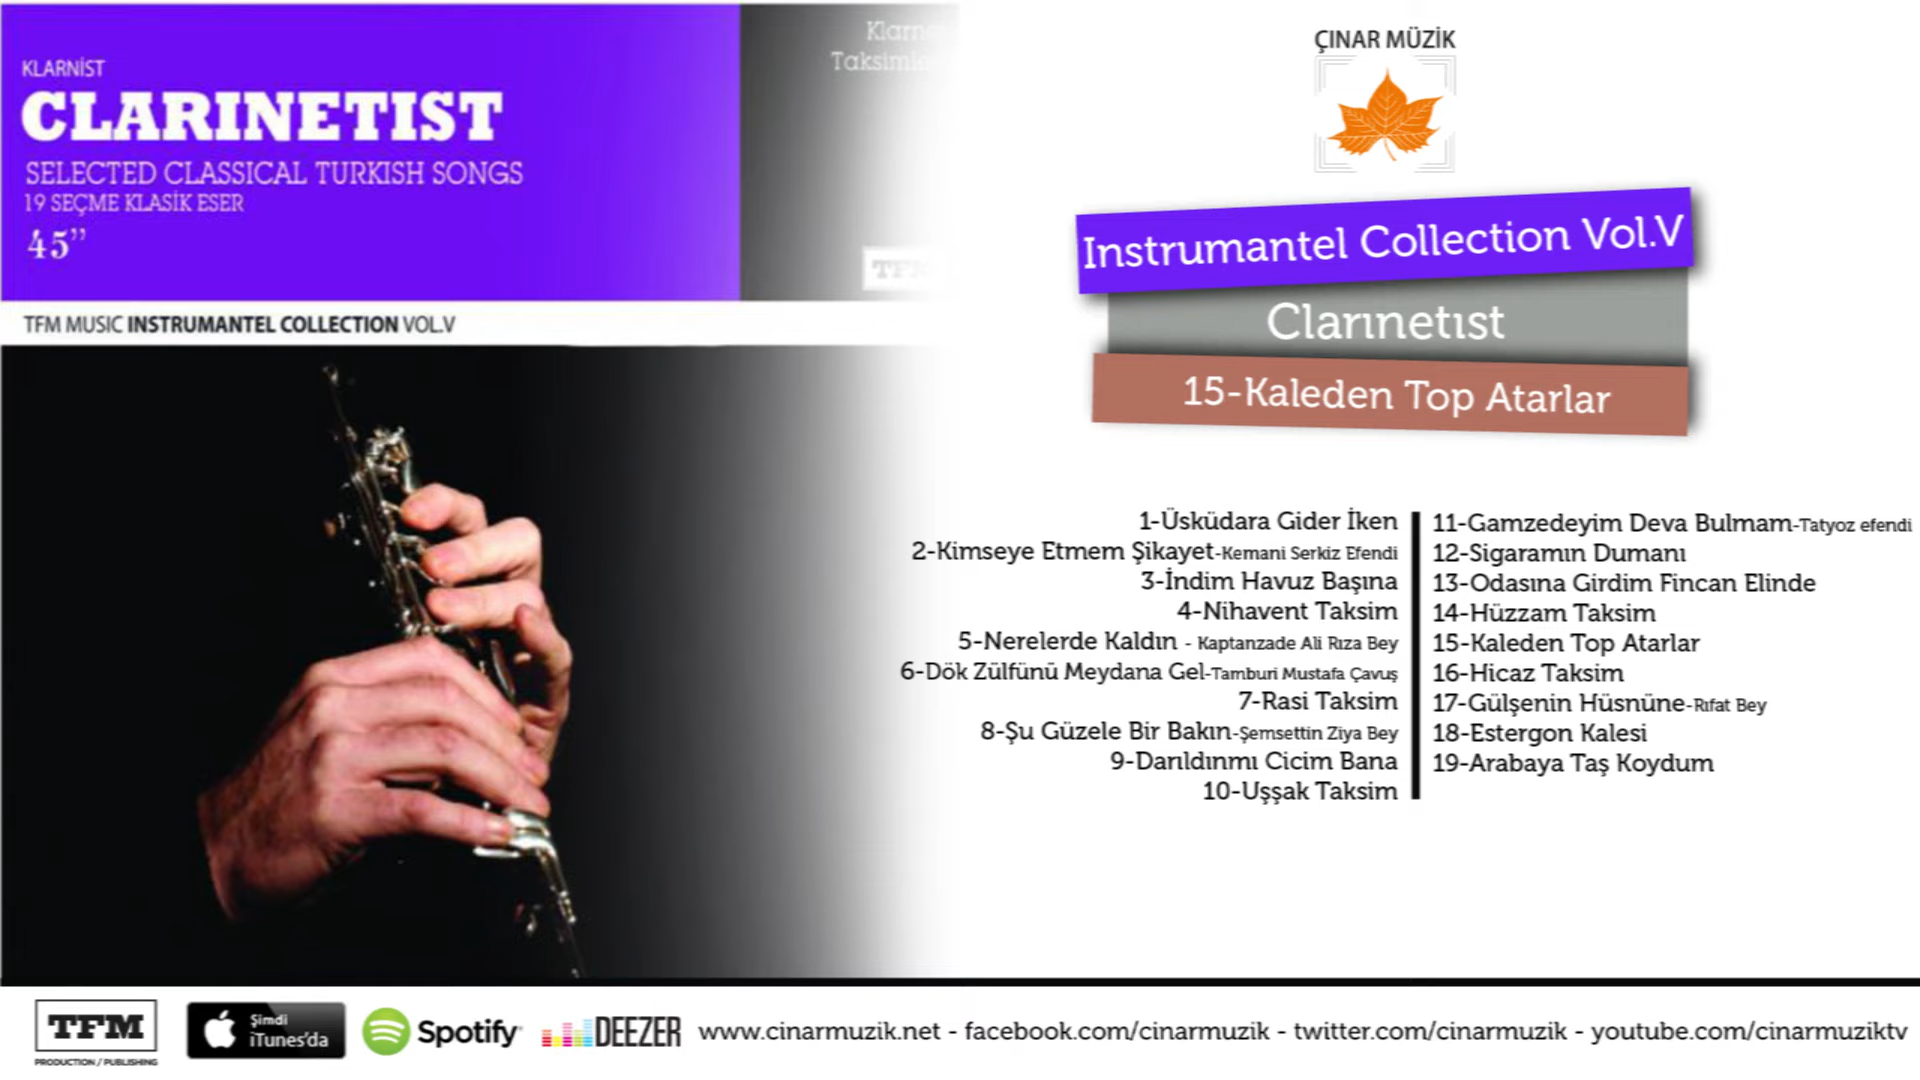 KLARNİST
CLARINETIST
SELECTED CLASSICAL TURKISH SONGS
19 SEÇME KLASİK ESER
45”
TFM MUSIC INSTRUMANTEL COLLECTION VOL.V
ÇINAR MÜZİK
Instrumantel Collection Vol.V
Clarınetıst
15-Kaleden Top Atarlar
1-Üsküdara Gider İken
2-Kimseye Etmem Şikayet-Kemani Serkiz Efendi
3-İndim Havuz Başına
4-Nihavent Taksim
5-Nerelerde Kaldın - Kaptanzade Ali Rıza Bey
6-Dök Zülfünü Meydana Gel-Tamburi Mustafa Çavuş
7-Rasi Taksim
8-Şu Güzele Bir Bakın-Şemsettin Ziya Bey
9-Darıldınmı Cicim Bana
10-Uşşak Taksim
11-Gamzedeyim Deva Bulmam-Tatyoz efendi
12-Sigaramın Dumanı
13-Odasına Girdim Fincan Elinde
14-Hüzzam Taksim
15-Kaleden Top Atarlar
16-Hicaz Taksim
17-Gülşenin Hüsnüne-Rıfat Bey
18-Estergon Kalesi
19-Arabaya Taş Koydum
TFM
PRODUCTION / PUBLISHING
Şimdi
iTunes'da
Spotify
DEEZER
www.cinarmuzik.net - facebook.com/cinarmuzik - twitter.com/cinarmuzik - youtube.com/cinarmuziktv